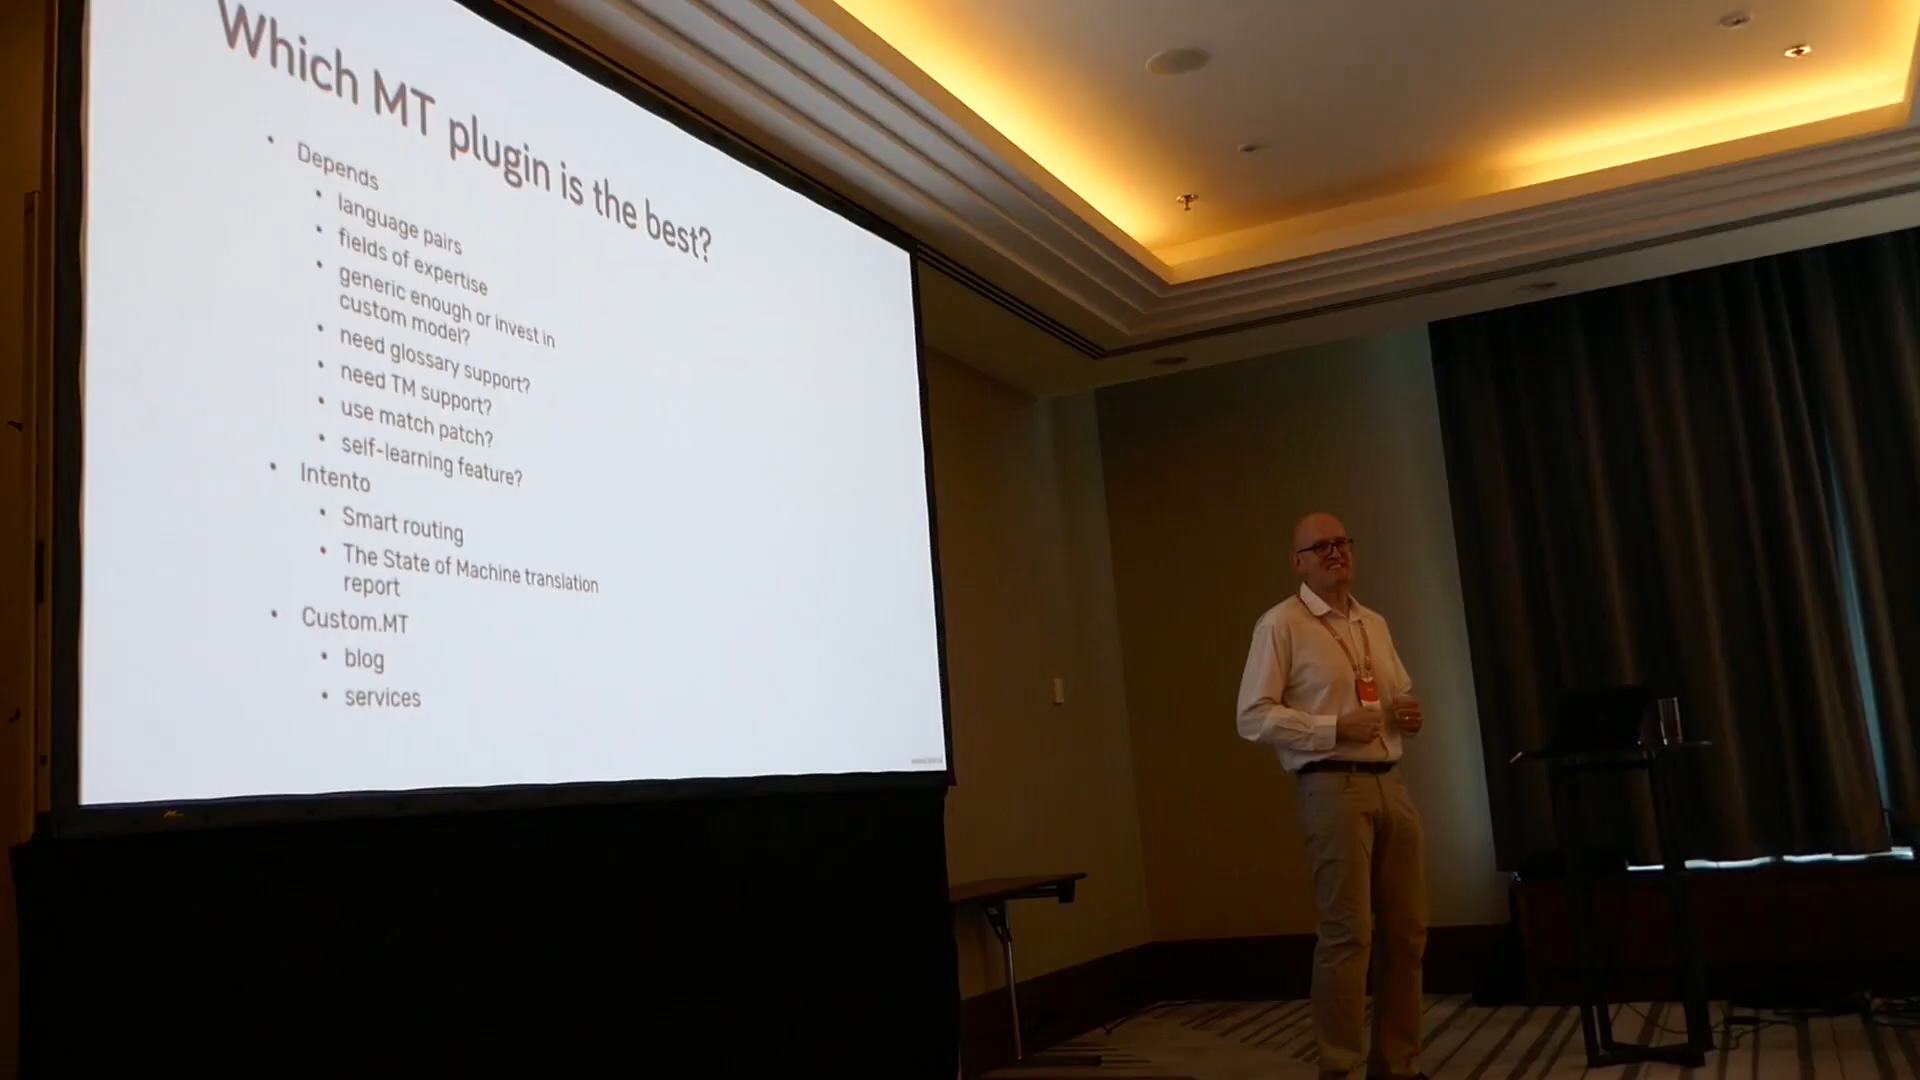 Which MT plugin is the best?
• Depends
• language pairs
• fields of expertise
• generic enough or invest in
custom model?
• need glossary support?
• need TM support?
• use match patch?
• self-learning feature?
• Intento
• Smart routing
• The State of Machine translation
report
• Custom.MT
• blog
• services